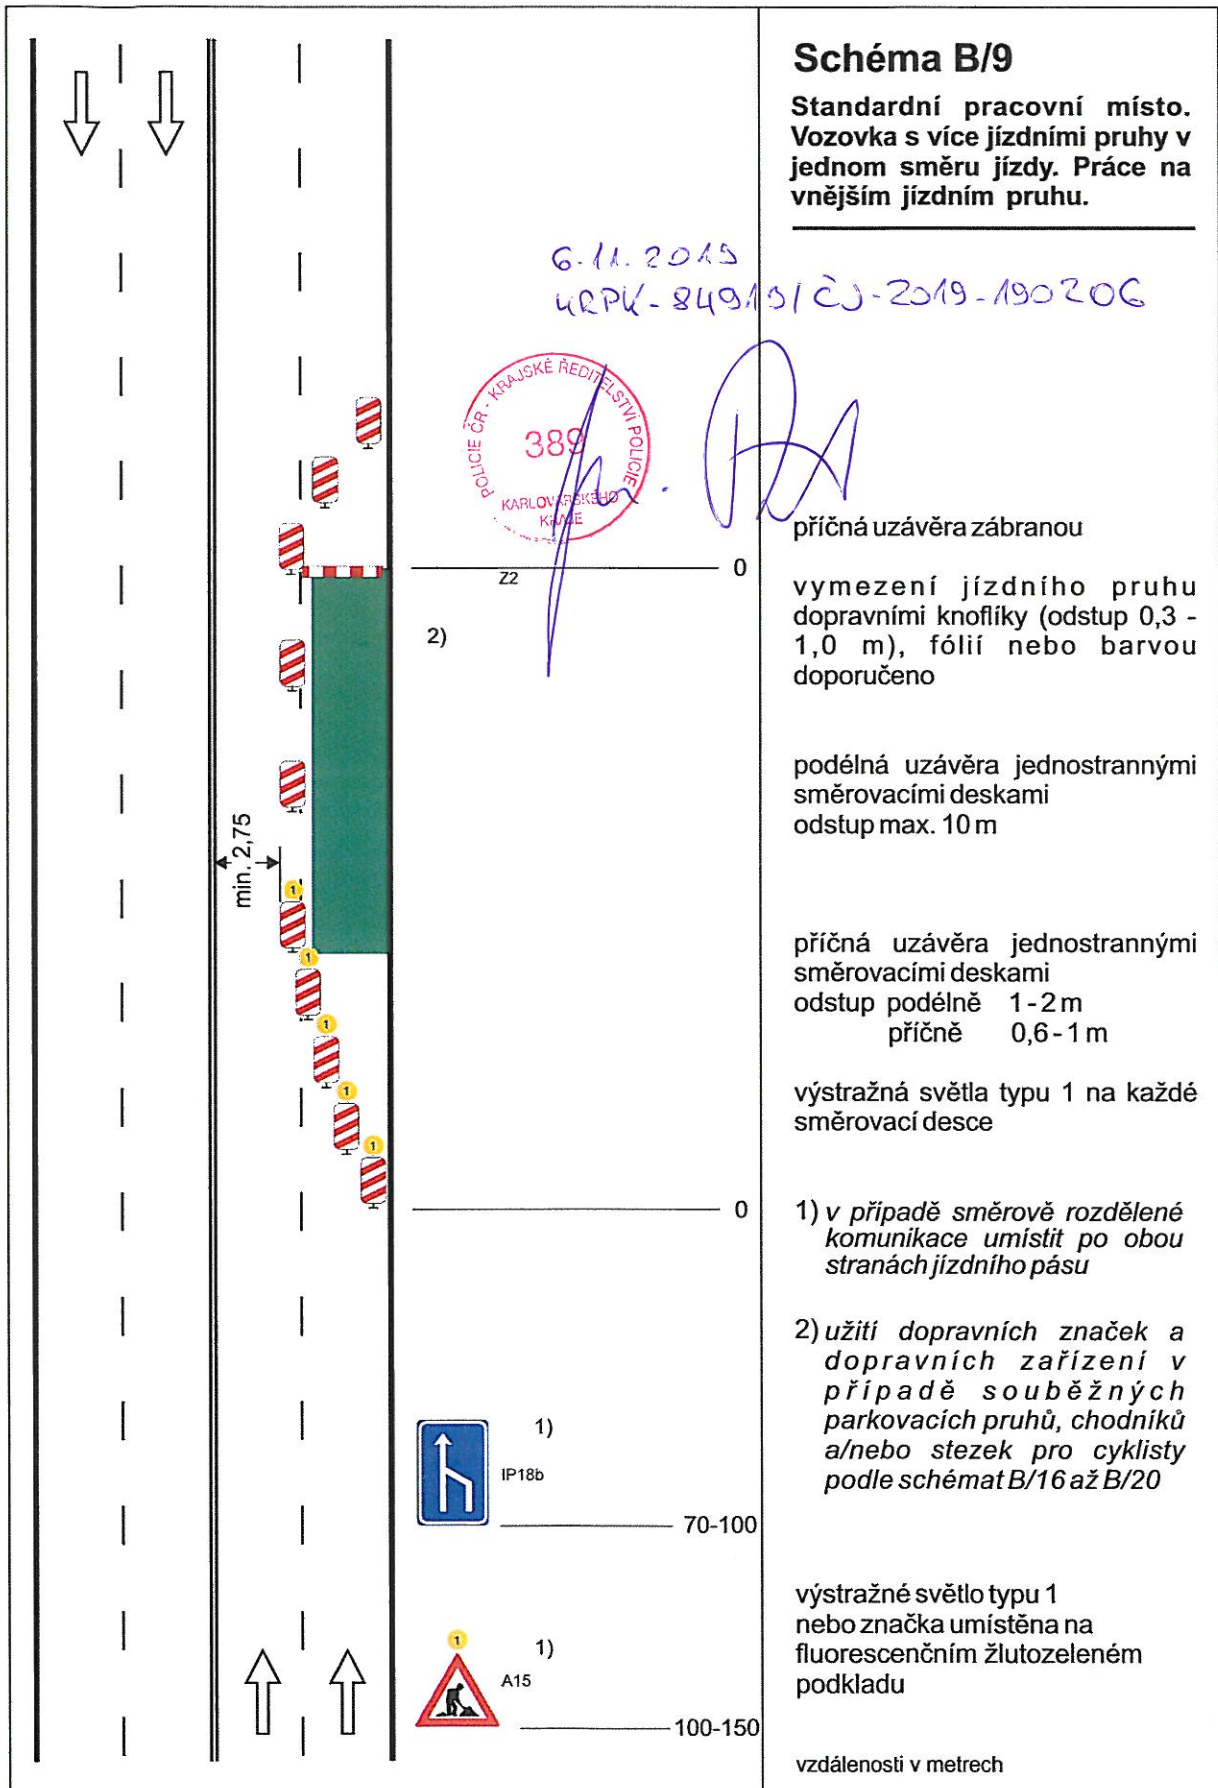 Schéma B/9
Standardní pracovní místo.
Vozovka s více jízdními pruhy v
jednom směru jízdy. Práce na
vnějším jízdním pruhu.
6.11.2019
KRPK-84919/ČJ-2019-190206
POLICIE ČR - KRAJSKÉ ŘEDITELSTVÍ POLICIE
389
KARLOVARSKÉHO
KRAJE
příčná uzávěra zábranou
Z2
0
vymezení jízdního pruhu
dopravními knoflíky (odstup 0,3 -
1,0 m), fólií nebo barvou
doporučeno
2)
podélná uzávěra jednostrannými
směrovacími deskami
odstup max. 10 m
min. 2,75
1
1
1
1
1
příčná uzávěra jednostrannými
směrovacími deskami
odstup podélně 1-2 m
příčně 0,6-1 m
výstražná světla typu 1 na každé
směrovací desce
0
1) v případě směrově rozdělené
komunikace umístit po obou
stranách jízdního pásu
2) užití dopravních značek a
dopravních zařízení v
případě souběžných
parkovacích pruhů, chodníků
a/nebo stezek pro cyklisty
podle schémat B/16 až B/20
1)
IP18b
70-100
výstražné světlo typu 1
nebo značka umístěna na
fluorescenčním žlutozeleném
podkladu
1
1)
A15
100-150
vzdálenosti v metrech